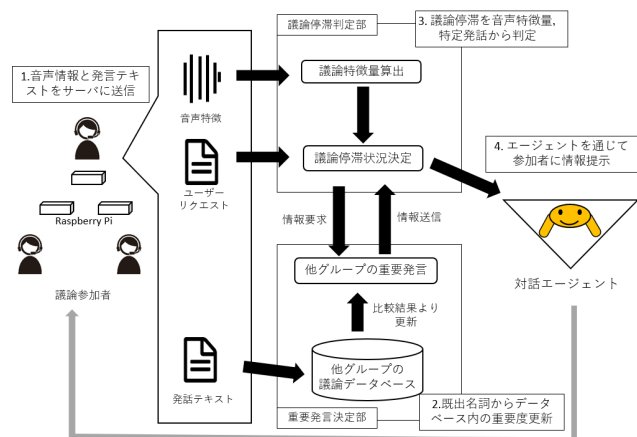 議論停滞判定部
3. 議論停滞を音声特徴量,
特定発話から判定
1.音声情報と発言テキ
ストをサーバに送信
議論特徴量算出
音声特徴
4. エージェントを通じて
参加者に情報提示
議論停滞状況決定
ユーザー
リクエスト
Raspberry Pi
情報要求
情報送信
他グループの重要発言
対話エージェント
議論参加者
比較結果より
更新
他グループの
議論データベース
発話テキスト
2.既出名詞からデータ
ベース内の重要度更新
重要発言決定部